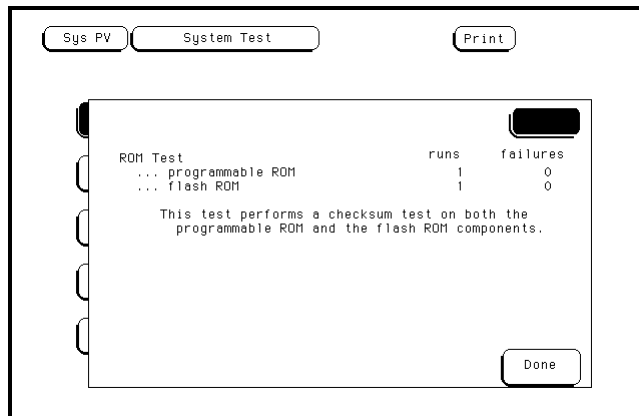 Sys PV System Test Print
ROM Test runs failures
... programmable ROM 1 0
... flash ROM 1 0
This test performs a checksum test on both the
programmable ROM and the flash ROM components.
Done